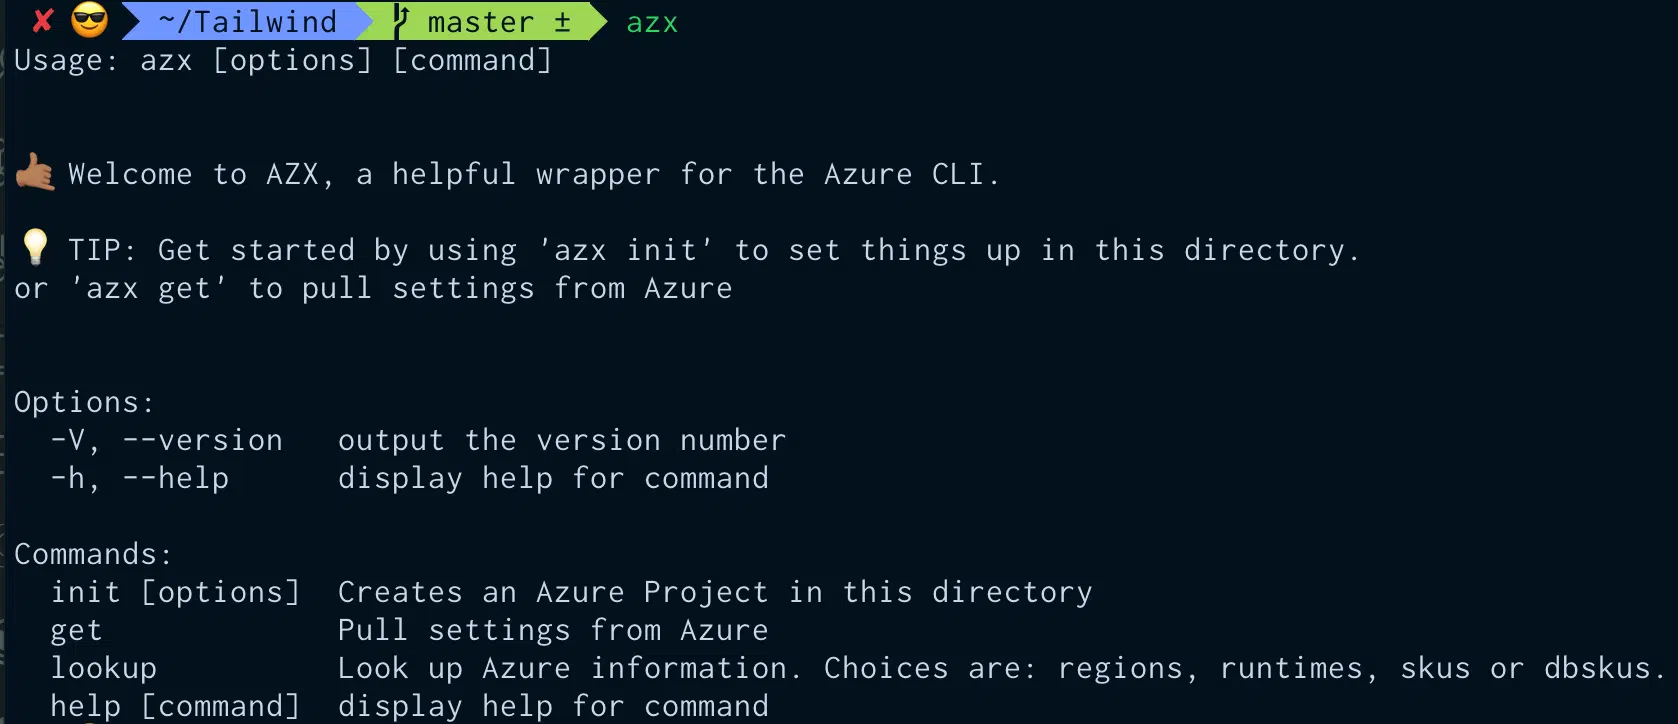 ✘ 😎 ~/Tailwind master ± azx
Usage: azx [options] [command]
🤙🏽 Welcome to AZX, a helpful wrapper for the Azure CLI.
💡 TIP: Get started by using 'azx init' to set things up in this directory.
or 'azx get' to pull settings from Azure
Options:
-V, --version output the version number
-h, --help display help for command
Commands:
init [options] Creates an Azure Project in this directory
get Pull settings from Azure
lookup Look up Azure information. Choices are: regions, runtimes, skus or dbskus.
help [command] display help for command